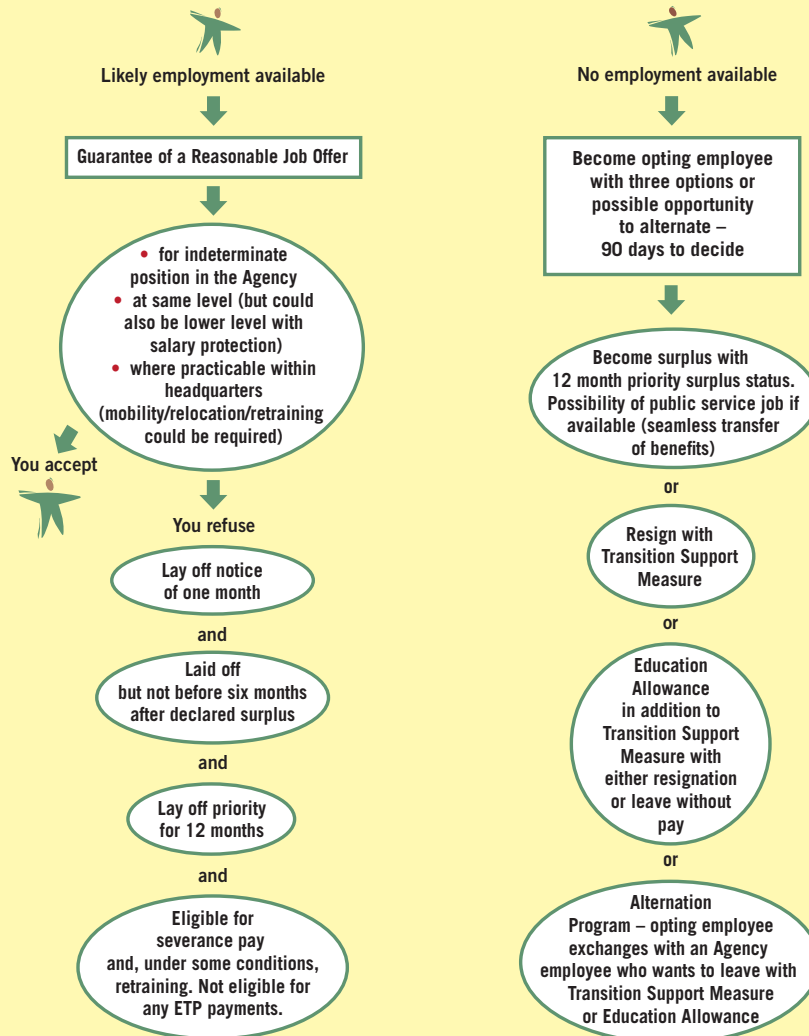 Likely employment available
Guarantee of a Reasonable Job Offer
• for indeterminate
position in the Agency
• at same level (but could
also be lower level with
salary protection)
• where practicable within
headquarters
(mobility/relocation/retraining
could be required)
You accept
You refuse
Lay off notice
of one month
and
Laid off
but not before six months
after declared surplus
and
Lay off priority
for 12 months
and
Eligible for
severance pay
and, under some conditions,
retraining. Not eligible for
any ETP payments.
No employment available
Become opting employee
with three options or
possible opportunity
to alternate –
90 days to decide
Become surplus with
12 month priority surplus status.
Possibility of public service job if
available (seamless transfer
of benefits)
or
Resign with
Transition Support
Measure
or
Education
Allowance
in addition to
Transition Support
Measure with
either resignation
or leave without
pay
or
Alternation
Program – opting employee
exchanges with an Agency
employee who wants to leave with
Transition Support Measure
or Education Allowance